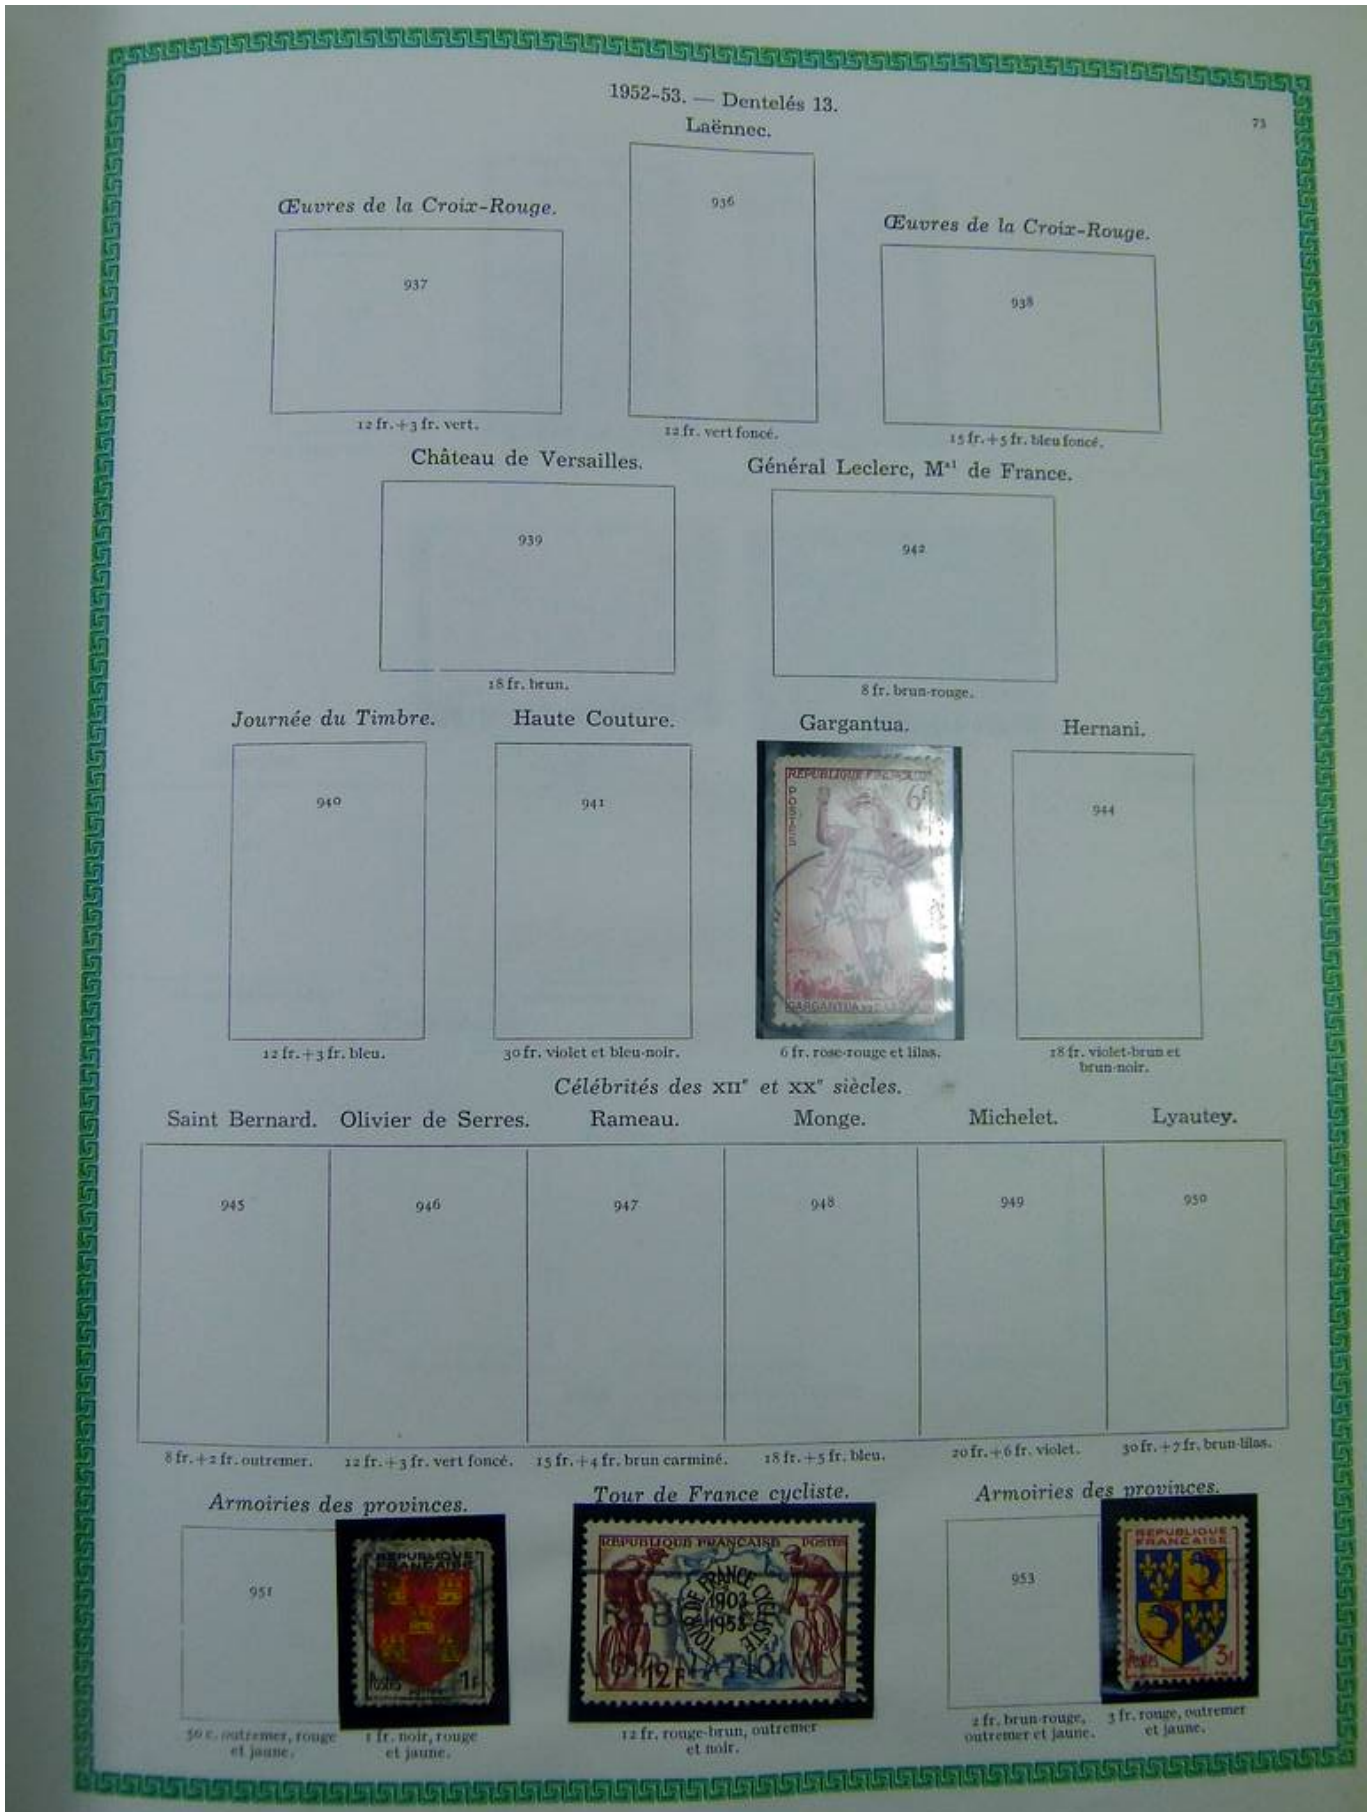 1952-53. — Dentelés 13.
73
Laënnec.
936
12 fr. vert foncé.
Œuvres de la Croix-Rouge.
937
12 fr.+3 fr. vert.
Œuvres de la Croix-Rouge.
938
15 fr.+5 fr. bleu foncé.
Château de Versailles.
939
18 fr. brun.
Général Leclerc, Mal de France.
942
8 fr. brun-rouge.
Journée du Timbre.
940
12 fr.+3 fr. bleu.
Haute Couture.
941
30 fr. violet et bleu-noir.
Gargantua.
REPUBLIQUE FRANÇAISE
POSTES
6f
GARGANTUA
6 fr. rose-rouge et lilas.
Hernani.
944
18 fr. violet-brun et
brun-noir.
Célébrités des XIIe et XXe siècles.
Saint Bernard.
945
8 fr.+2 fr. outremer.
Olivier de Serres.
946
12 fr.+3 fr. vert foncé.
Rameau.
947
15 fr.+4 fr. brun carminé.
Monge.
948
18 fr.+5 fr. bleu.
Michelet.
949
20 fr.+6 fr. violet.
Lyautey.
950
30 fr.+7 fr. brun-lilas.
Armoiries des provinces.
951
50 c. outremer, rouge
et jaune.
REPUBLIQUE
FRANÇAISE
Postes
1F
1 fr. noir, rouge
et jaune.
Tour de France cycliste.
REPUBLIQUE FRANÇAISE
POSTES
TOUR DE FRANCE CYCLISTE
1903
1953
12F
12 fr. rouge-brun, outremer
et noir.
Armoiries des provinces.
953
2 fr. brun-rouge,
outremer et jaune.
REPUBLIQUE
FRANÇAISE
Postes
3f
3 fr. rouge, outremer
et jaune.